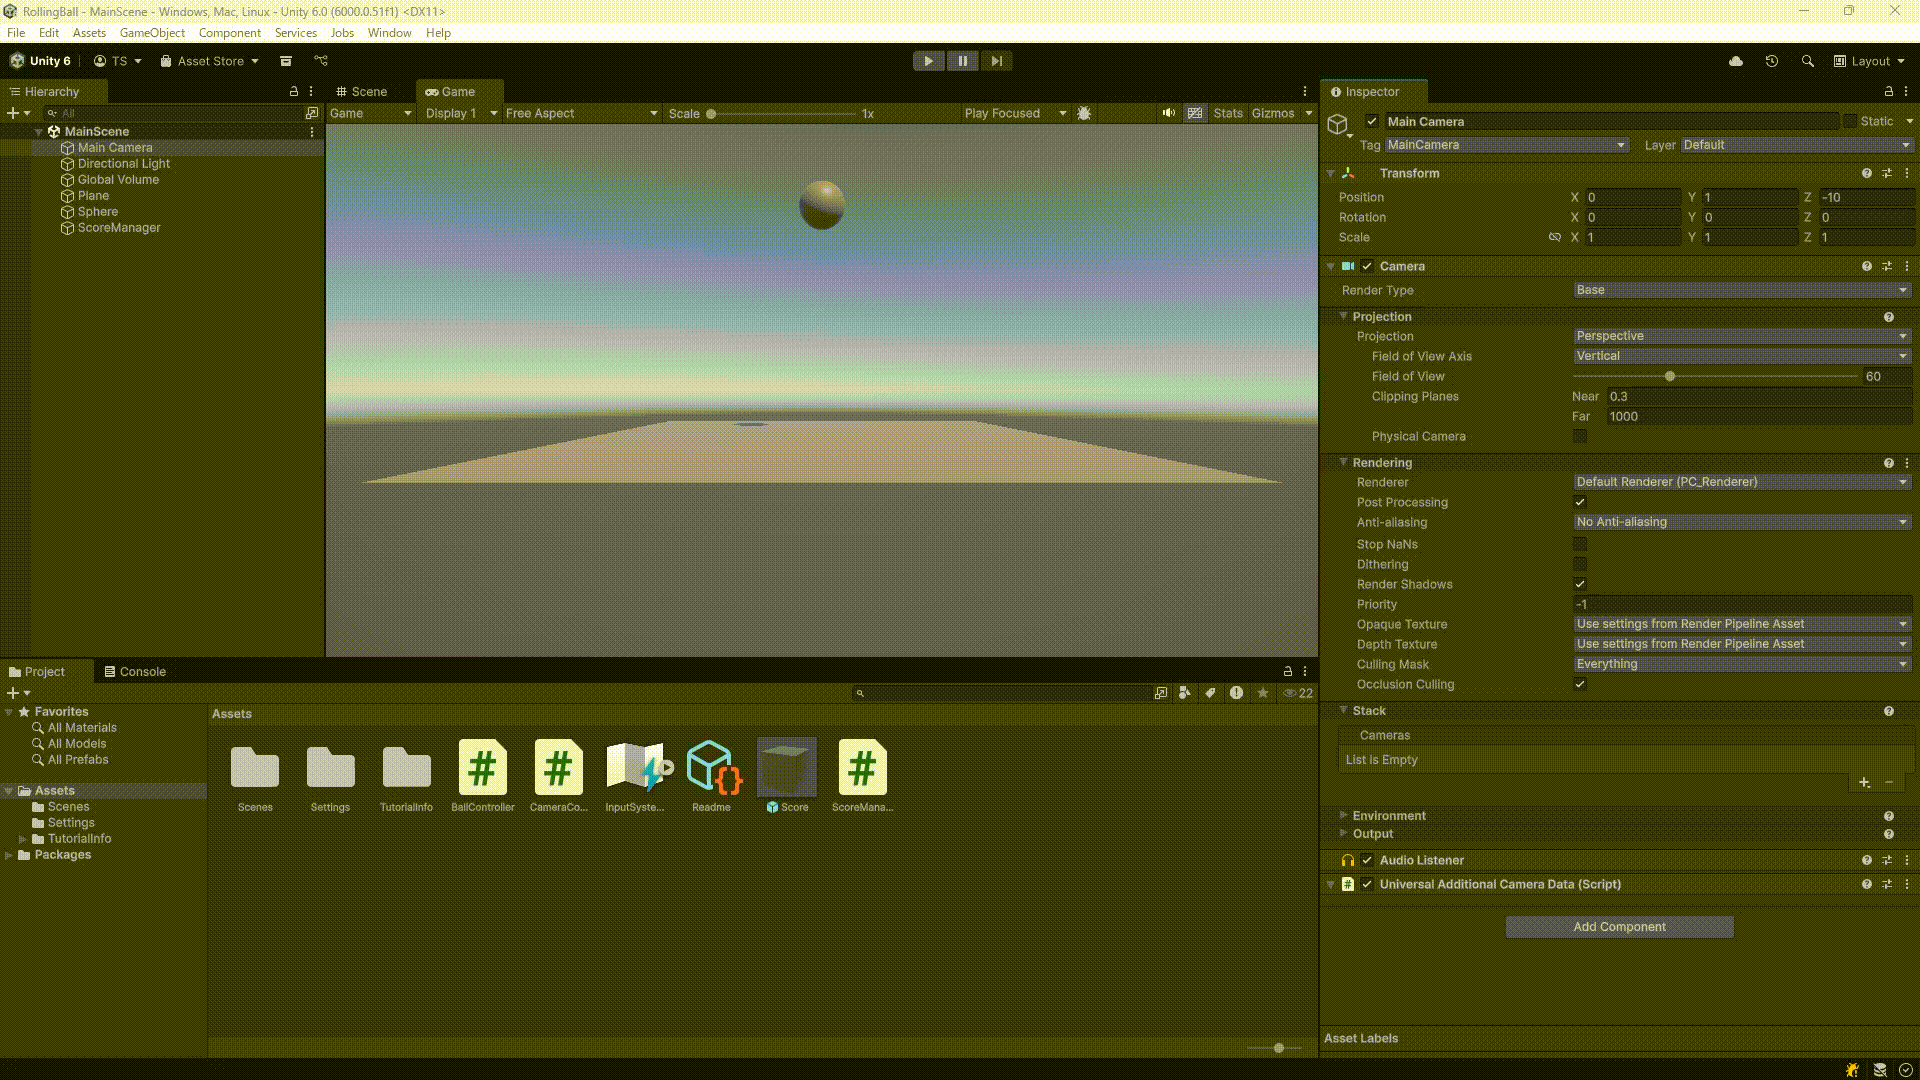 RollingBall - MainScene - Windows, Mac, Linux - Unity 6.0 (6000.0.51f1) <DX11>
File Edit Assets GameObject Component Services Jobs Window Help
Unity 6 TS Asset Store Layout
Hierarchy
All
MainScene
Main Camera
Directional Light
Global Volume
Plane
Sphere
ScoreManager
Scene Game
Game Display 1 Free Aspect Scale 1x Play Focused Stats Gizmos
Inspector
Main Camera Static
Tag MainCamera Layer Default
Transform
Position X 0 Y 1 Z -10
Rotation X 0 Y 0 Z 0
Scale X 1 Y 1 Z 1
Camera
Render Type Base
Projection
Projection Perspective
Field of View Axis Vertical
Field of View 60
Clipping Planes Near 0.3
Far 1000
Physical Camera
Rendering
Renderer Default Renderer (PC_Renderer)
Post Processing
Anti-aliasing No Anti-aliasing
Stop NaNs
Dithering
Render Shadows
Priority -1
Opaque Texture Use settings from Render Pipeline Asset
Depth Texture Use settings from Render Pipeline Asset
Culling Mask Everything
Occlusion Culling
Stack
Cameras
List is Empty
Environment
Output
Audio Listener
Universal Additional Camera Data (Script)
Add Component
Asset Labels
Project Console
22
Favorites
All Materials
All Models
All Prefabs
Assets
Scenes
Settings
TutorialInfo
Packages
Assets
Scenes Settings TutorialInfo BallController CameraCo... InputSyste... Readme Score ScoreMana...